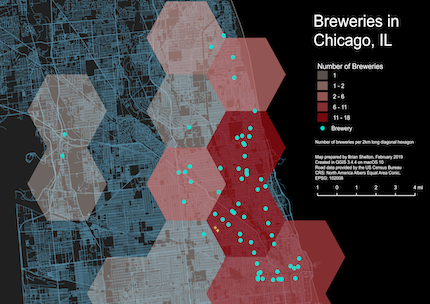 Breweries in
Chicago, IL
Number of Breweries
1
1 - 2
2 - 6
6 - 11
11 - 18
Brewery
Number of breweries per 2km long diagonal hexagon
Map prepared by Brian Shelton, February 2019
Created in QGIS 3.4.4 on macOS 10
Road data provided by the US Census Bureau
CRS: North America Albers Equal Area Conic,
EPSG: 102008
1 0 1 2 3 4 mi